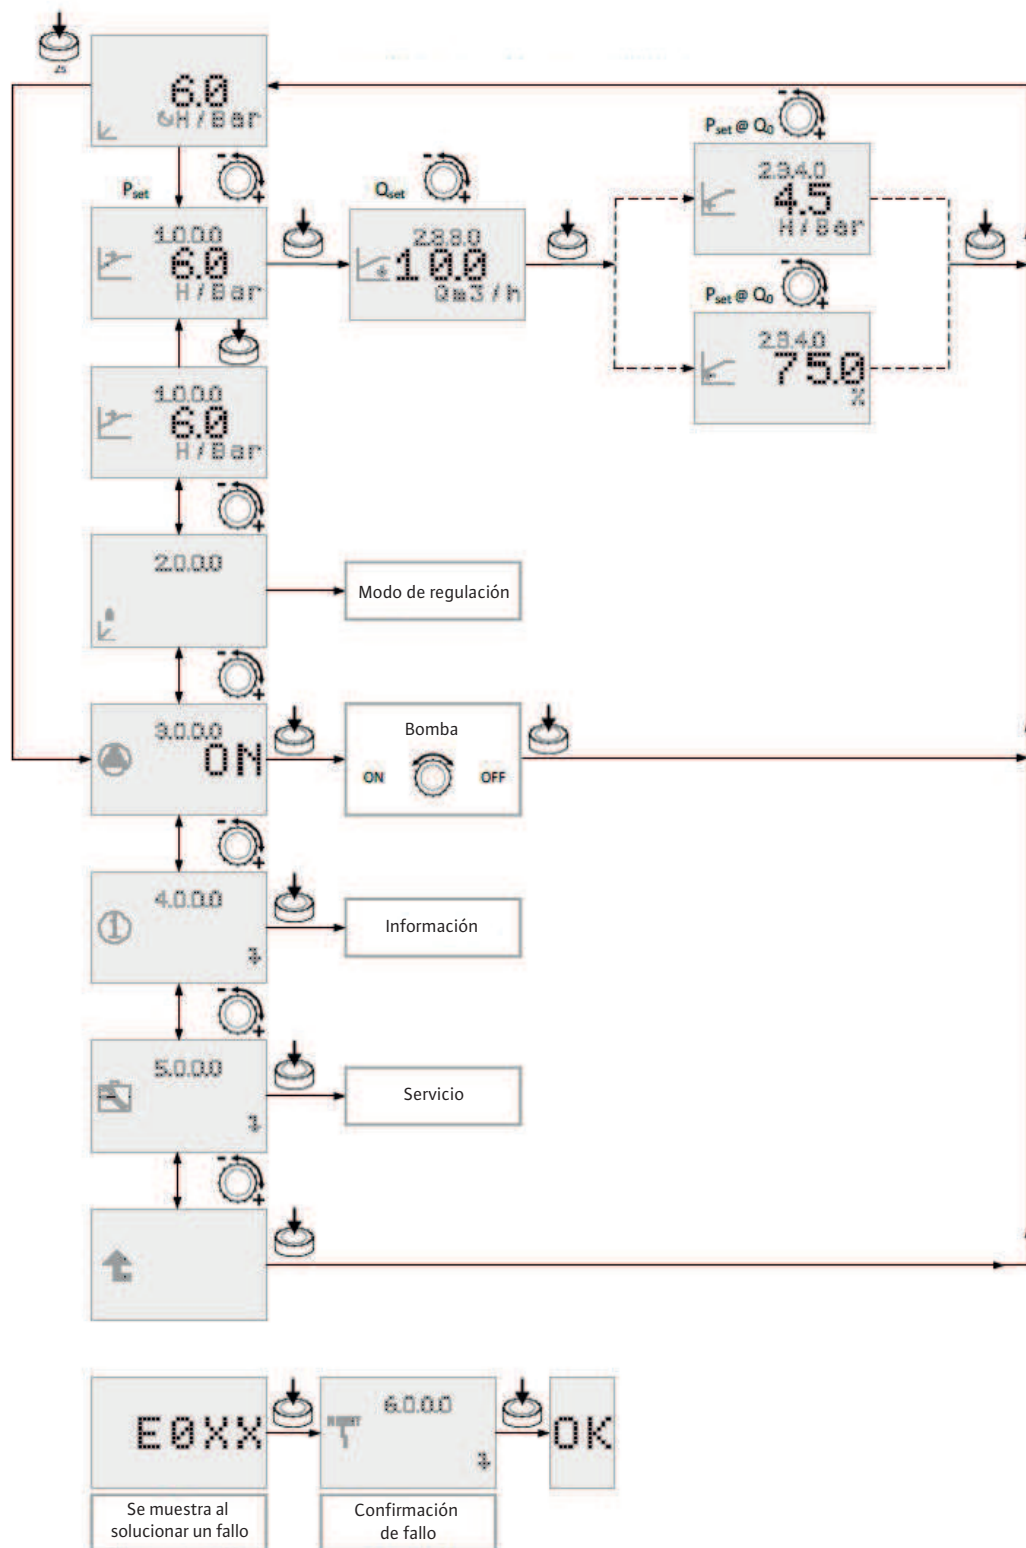 2s
6.0
H/Bar
Pset
1.0.0.0
6.0
H/Bar
Qset
2.3.3.0
10.0
Qm3/h
Pset @ Q0
2.3.4.0
4.5
H/Bar
Pset @ Q0
2.3.4.0
75.0
%
1.0.0.0
6.0
H/Bar
2.0.0.0
Modo de regulación
3.0.0.0
ON
Bomba
ON
OFF
4.0.0.0
Información
5.0.0.0
Servicio
E0XX
6.0.0.0
RESET
OK
Se muestra al
solucionar un fallo
Confirmación
de fallo